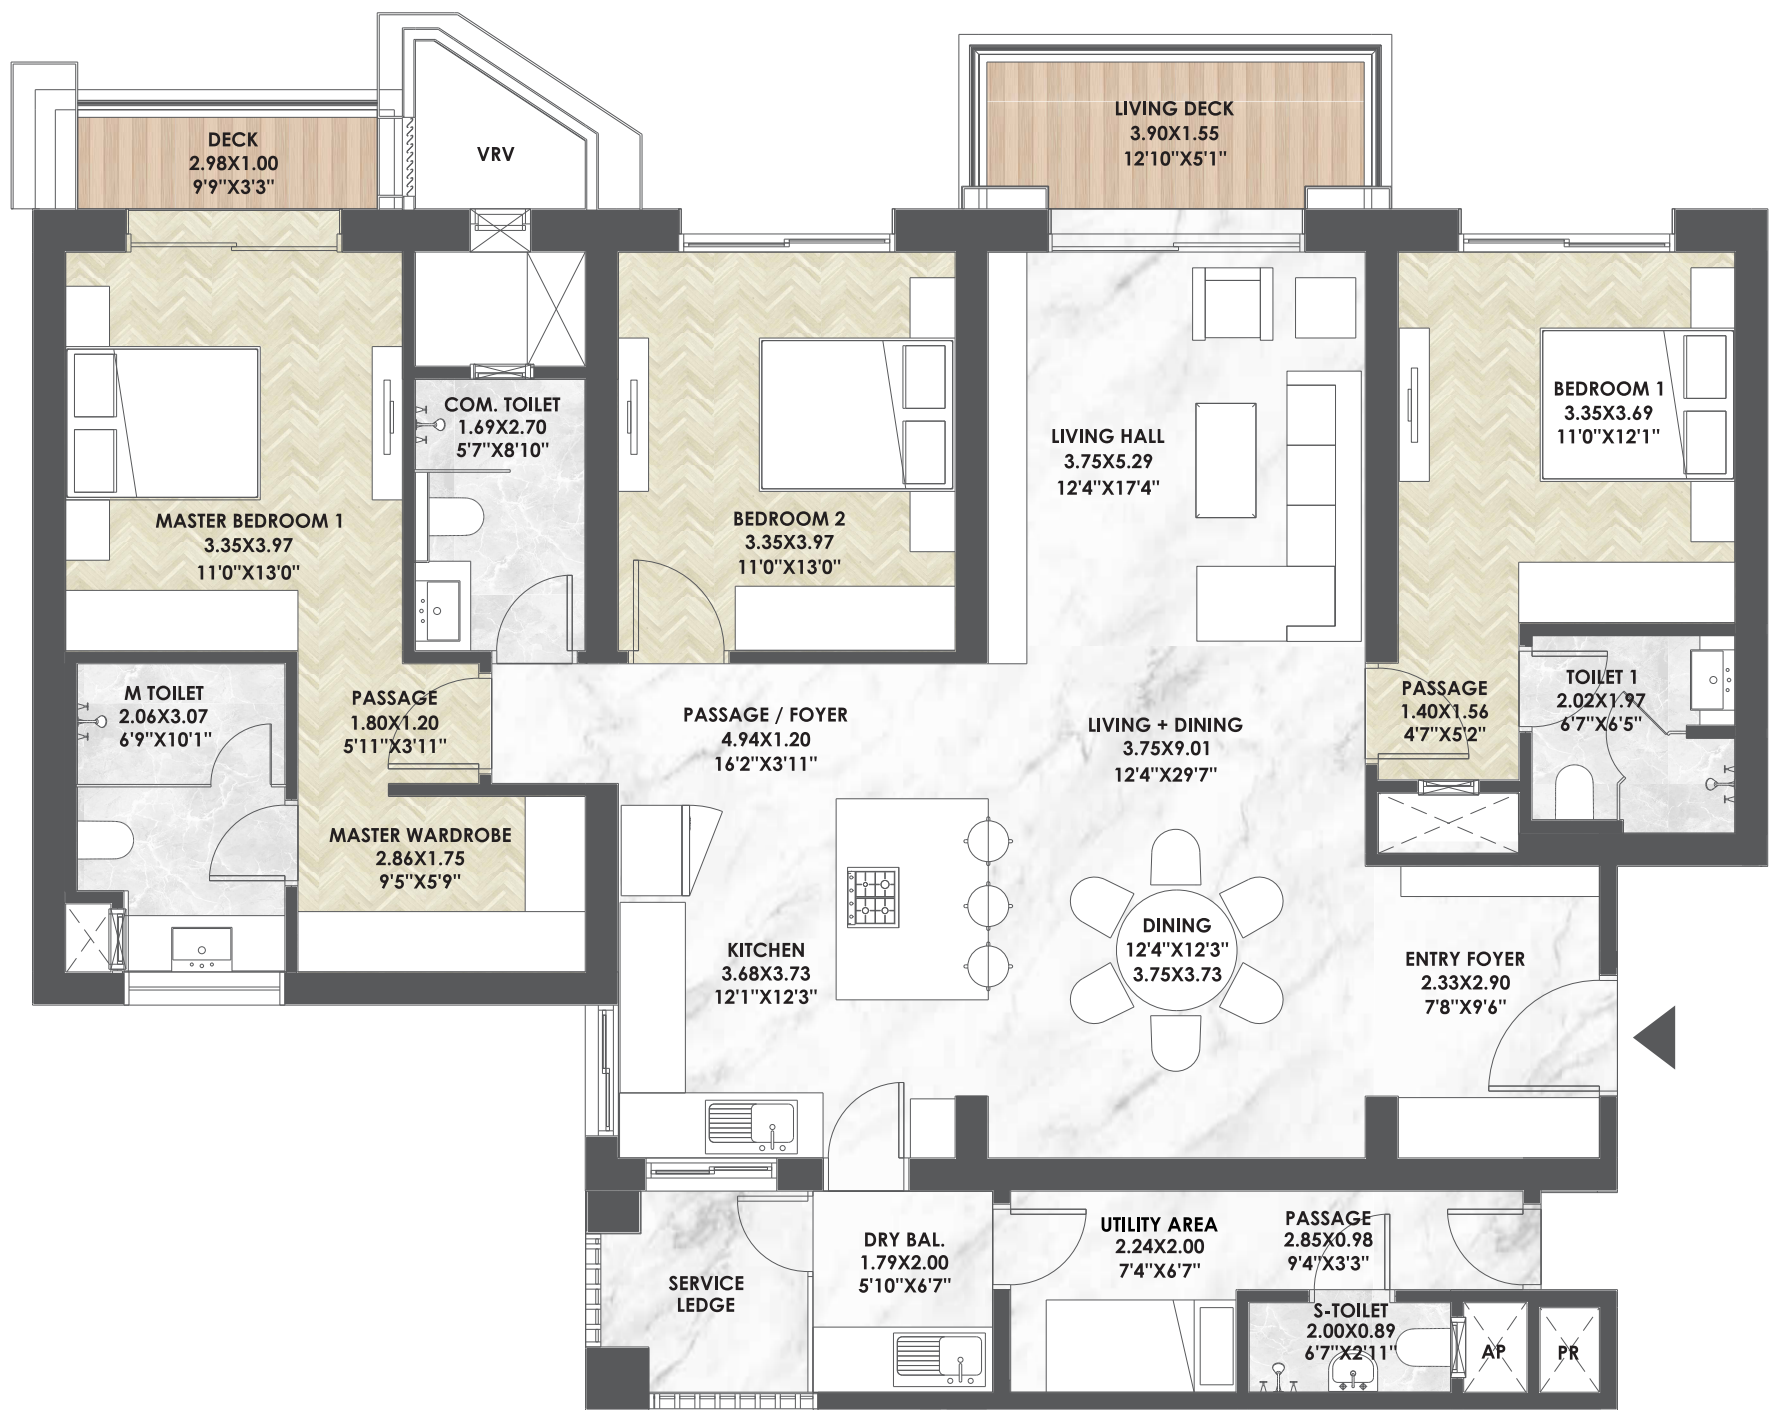 DECK
2.98X1.00
9'9"X3'3"
VRV
LIVING DECK
3.90X1.55
12'10"X5'1"
COM. TOILET
1.69X2.70
5'7"X8'10"
MASTER BEDROOM 1
3.35X3.97
11'0"X13'0"
BEDROOM 2
3.35X3.97
11'0"X13'0"
LIVING HALL
3.75X5.29
12'4"X17'4"
BEDROOM 1
3.35X3.69
11'0"X12'1"
M TOILET
2.06X3.07
6'9"X10'1"
PASSAGE
1.80X1.20
5'11"X3'11"
PASSAGE / FOYER
4.94X1.20
16'2"X3'11"
LIVING + DINING
3.75X9.01
12'4"X29'7"
PASSAGE
1.40X1.56
4'7"X5'2"
TOILET 1
2.02X1.97
6'7"X6'5"
MASTER WARDROBE
2.86X1.75
9'5"X5'9"
KITCHEN
3.68X3.73
12'1"X12'3"
DINING
12'4"X12'3"
3.75X3.73
ENTRY FOYER
2.33X2.90
7'8"X9'6"
SERVICE
LEDGE
DRY BAL.
1.79X2.00
5'10"X6'7"
UTILITY AREA
2.24X2.00
7'4"X6'7"
PASSAGE
2.85X0.98
9'4"X3'3"
S-TOILET
2.00X0.89
6'7"X2'11"
AP
PR